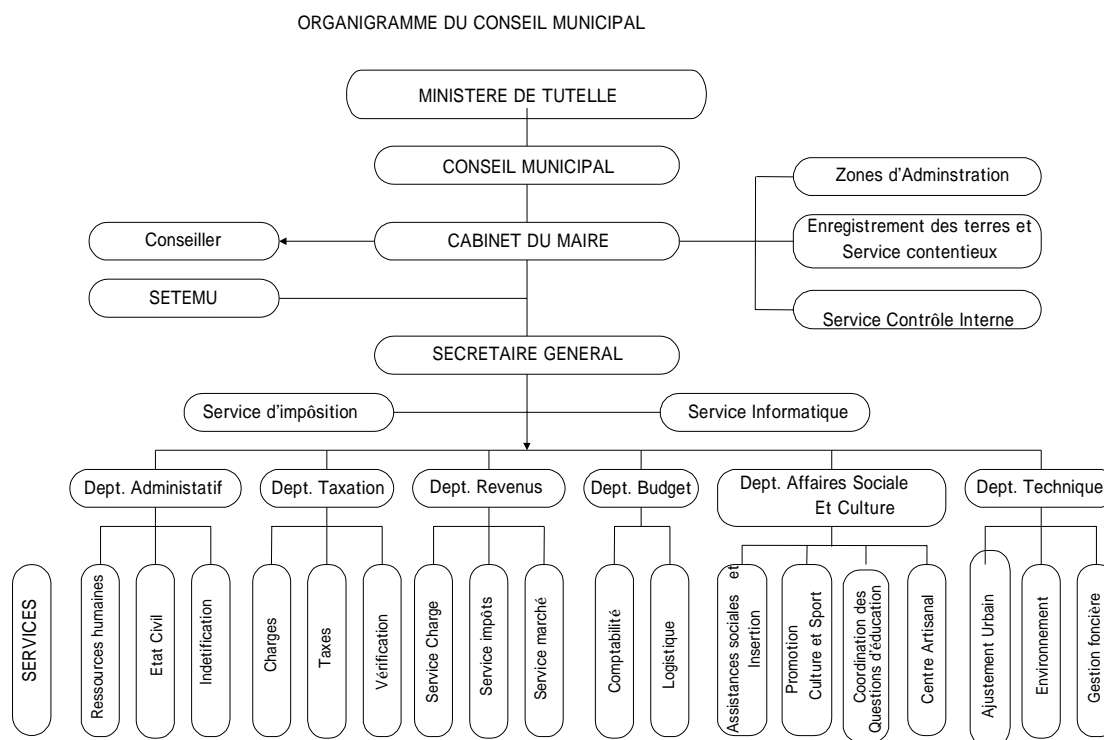 ORGANIGRAMME DU CONSEIL MUNICIPAL
MINISTERE DE TUTELLE
CONSEIL MUNICIPAL
Zones d'Adminstration
Conseiller
CABINET DU MAIRE
Enregistrement des terres et
Service contentieux
SETEMU
Service Contrôle Interne
SECRETAIRE GENERAL
Service d'impôsition
Service Informatique
Dept. Administatif
Dept. Taxation
Dept. Revenus
Dept. Budget
Dept. Affaires Sociale
Et Culture
Dept. Technique
SERVICES
Ressources humaines
Etat Civil
Indetification
Charges
Taxes
Vérification
Service Charge
Service impôts
Service marché
Comptabilité
Logistique
Assistances sociales et
Insertion
Promotion
Culture et Sport
Coordination des
Questions d'éducation
Centre Artisanal
Ajustement Urbain
Environnement
Gestion foncière